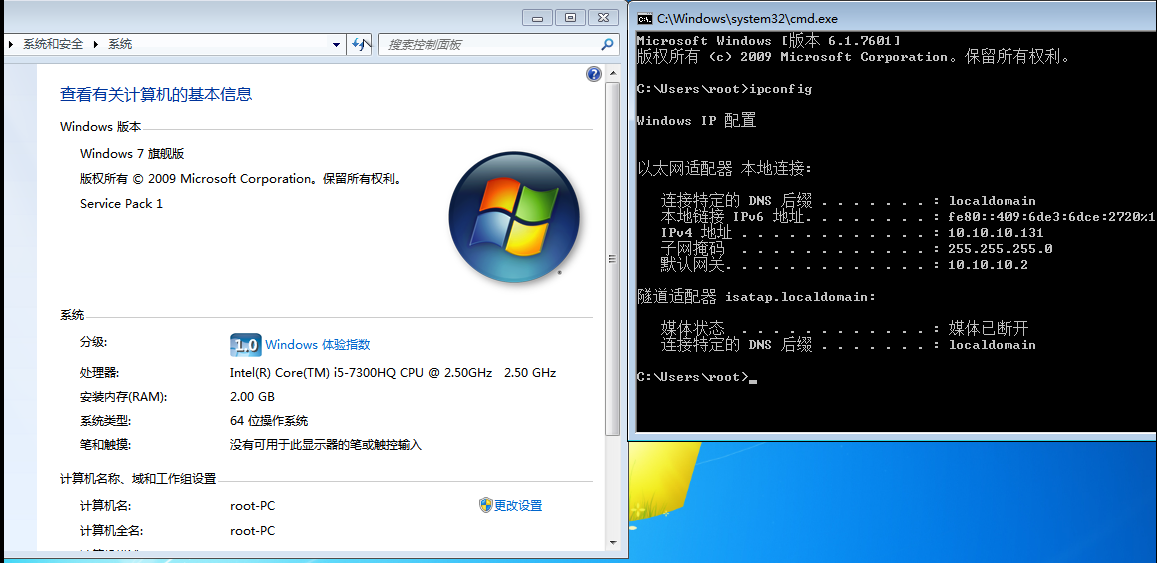 系统和安全 ▸ 系统
搜索控制面板
查看有关计算机的基本信息
Windows 版本
Windows 7 旗舰版
版权所有 © 2009 Microsoft Corporation。保留所有权利。
Service Pack 1
系统
分级:
1.0 Windows 体验指数
处理器:
Intel(R) Core(TM) i5-7300HQ CPU @ 2.50GHz 2.50 GHz
安装内存(RAM):
2.00 GB
系统类型:
64 位操作系统
笔和触摸:
没有可用于此显示器的笔或触控输入
计算机名称、域和工作组设置
计算机名:
root-PC
更改设置
计算机全名:
root-PC
C:\Windows\system32\cmd.exe
Microsoft Windows [版本 6.1.7601]
版权所有 (c) 2009 Microsoft Corporation。保留所有权利。
C:\Users\root>ipconfig
Windows IP 配置
以太网适配器 本地连接:
连接特定的 DNS 后缀 . . . . . . . : localdomain
本地链接 IPv6 地址. . . . . . . . : fe80::409:6de3:6dce:2720%1
IPv4 地址 . . . . . . . . . . . . : 10.10.10.131
子网掩码 . . . . . . . . . . . . : 255.255.255.0
默认网关. . . . . . . . . . . . . : 10.10.10.2
隧道适配器 isatap.localdomain:
媒体状态 . . . . . . . . . . . . : 媒体已断开
连接特定的 DNS 后缀 . . . . . . . : localdomain
C:\Users\root>_